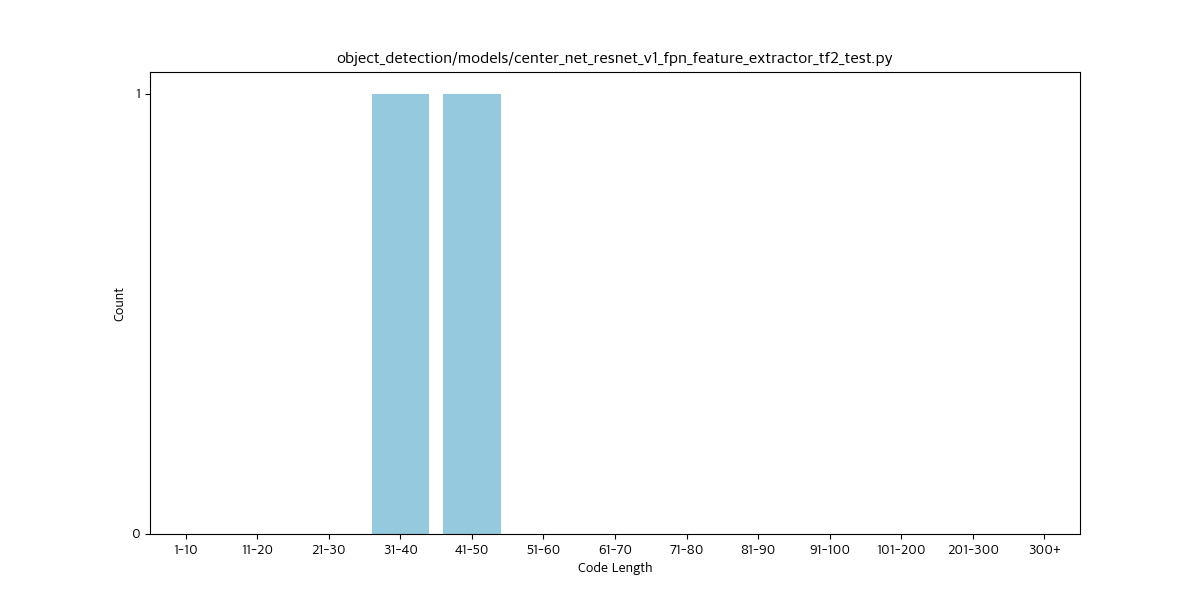 object_detection/models/center_net_resnet_v1_fpn_feature_extractor_tf2_test.py
1
Count
0
1-10 11-20 21-30 31-40 41-50 51-60 61-70 71-80 81-90 91-100 101-200 201-300 300+
Code Length